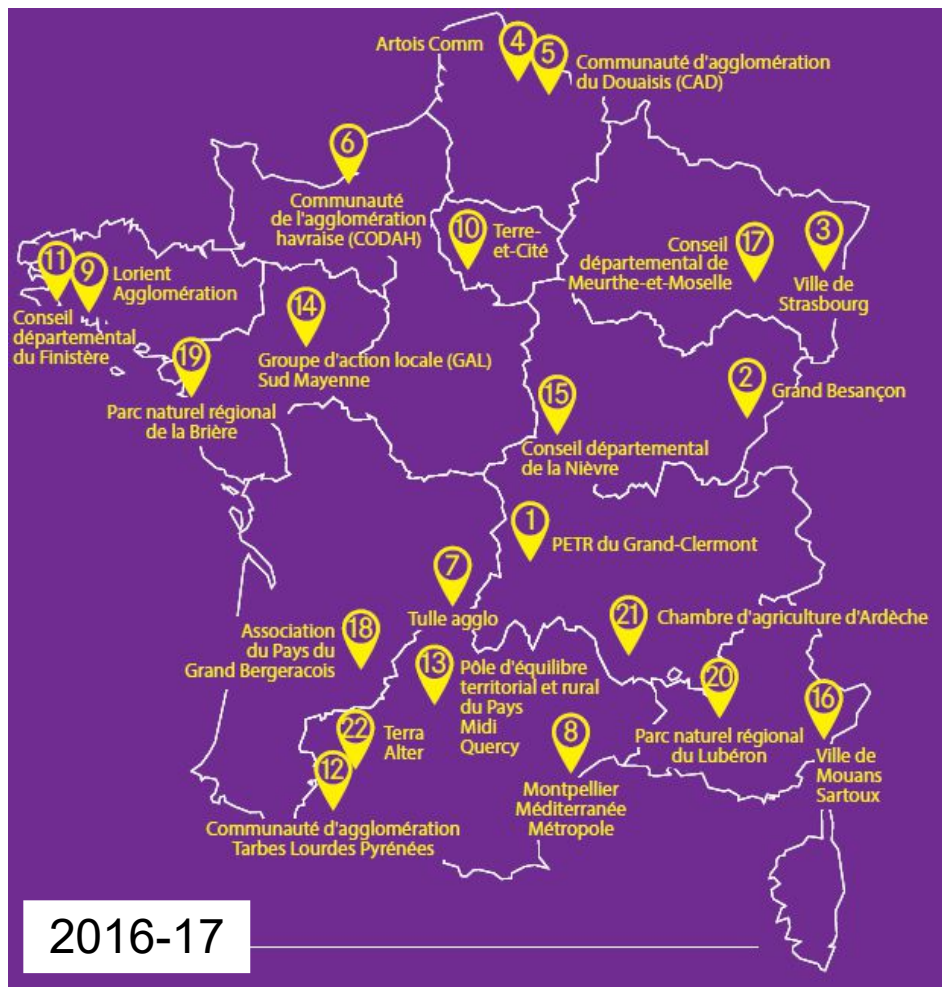 4
5
Artois Comm
Communauté d'agglomération
du Douaisis (CAD)
6
Communauté
de l'agglomération
havraise (CODAH)
10
Terre-
et-Cité
17
Conseil
départemental de
Meurthe-et-Moselle
3
Ville de
Strasbourg
11
9
Lorient
Agglomération
Conseil
départemental
du Finistère
14
Groupe d'action locale (GAL)
Sud Mayenne
19
Parc naturel régional
de la Brière
15
Conseil départemental
de la Nièvre
2
Grand Besançon
1
PETR du Grand-Clermont
7
Tulle agglo
21
Chambre d'agriculture d'Ardèche
18
Association
du Pays du
Grand Bergeracois
13
Pôle d'équilibre
territorial et rural
du Pays
Midi
Quercy
20
Parc naturel régional
du Lubéron
16
Ville de
Mouans
Sartoux
22
Terra
Alter
12
Communauté d'agglomération
Tarbes Lourdes Pyrénées
8
Montpellier
Méditerranée
Métropole
2016-17